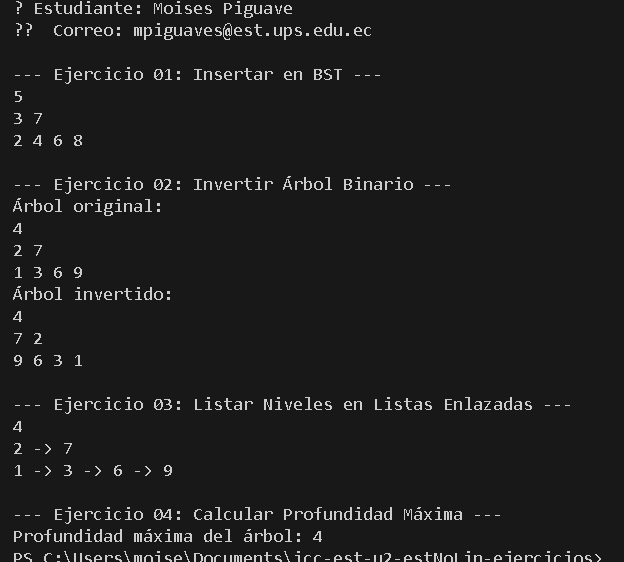 ? Estudiante: Moises Piguave
??  Correo: mpiguaves@est.ups.edu.ec
--- Ejercicio 01: Insertar en BST ---
5
3 7
2 4 6 8
--- Ejercicio 02: Invertir Árbol Binario ---
Árbol original:
4
2 7
1 3 6 9
Árbol invertido:
4
7 2
9 6 3 1
--- Ejercicio 03: Listar Niveles en Listas Enlazadas ---
4
2 -> 7
1 -> 3 -> 6 -> 9
--- Ejercicio 04: Calcular Profundidad Máxima ---
Profundidad máxima del árbol: 4
PS C:\Users\moise\Documents\icc-est-u2-estNoLin-ejercicios>